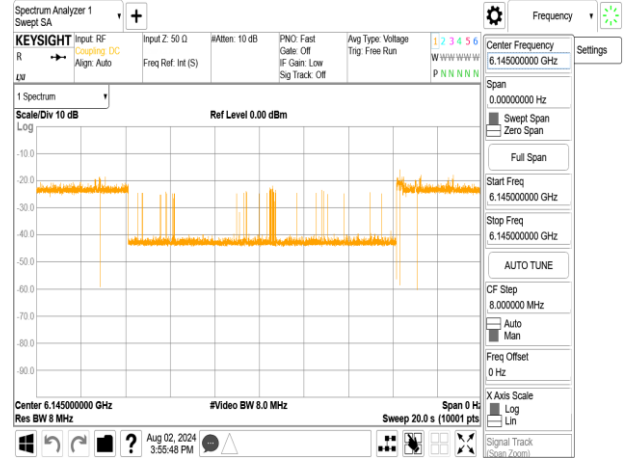 Spectrum Analyzer 1
Swept SA
Frequency
KEYSIGHT
R
Input: RF
Coupling: DC
Align: Auto
Input Z: 50 Ω
Freq Ref: Int (S)
#Atten: 10 dB
PNO: Fast
Gate: Off
IF Gain: Low
Sig Track: Off
Avg Type: Voltage
Trig: Free Run
1 2 3 4 5 6
W W W W W W
P N N N N N
1 Spectrum
Scale/Div 10 dB
Ref Level 0.00 dBm
Log
-10.0
-20.0
-30.0
-40.0
-50.0
-60.0
-70.0
-80.0
-90.0
Center 6.145000000 GHz
#Video BW 8.0 MHz
Span 0 Hz
Res BW 8 MHz
Sweep 20.0 s (10001 pts
Aug 02, 2024
3:55:48 PM
Center Frequency
6.145000000 GHz
Settings
Span
0.00000000 Hz
Swept Span
Zero Span
Full Span
Start Freq
6.145000000 GHz
Stop Freq
6.145000000 GHz
AUTO TUNE
CF Step
8.000000 MHz
Auto
Man
Freq Offset
0 Hz
X Axis Scale
Log
Lin
Signal Track
(Span Zoom)